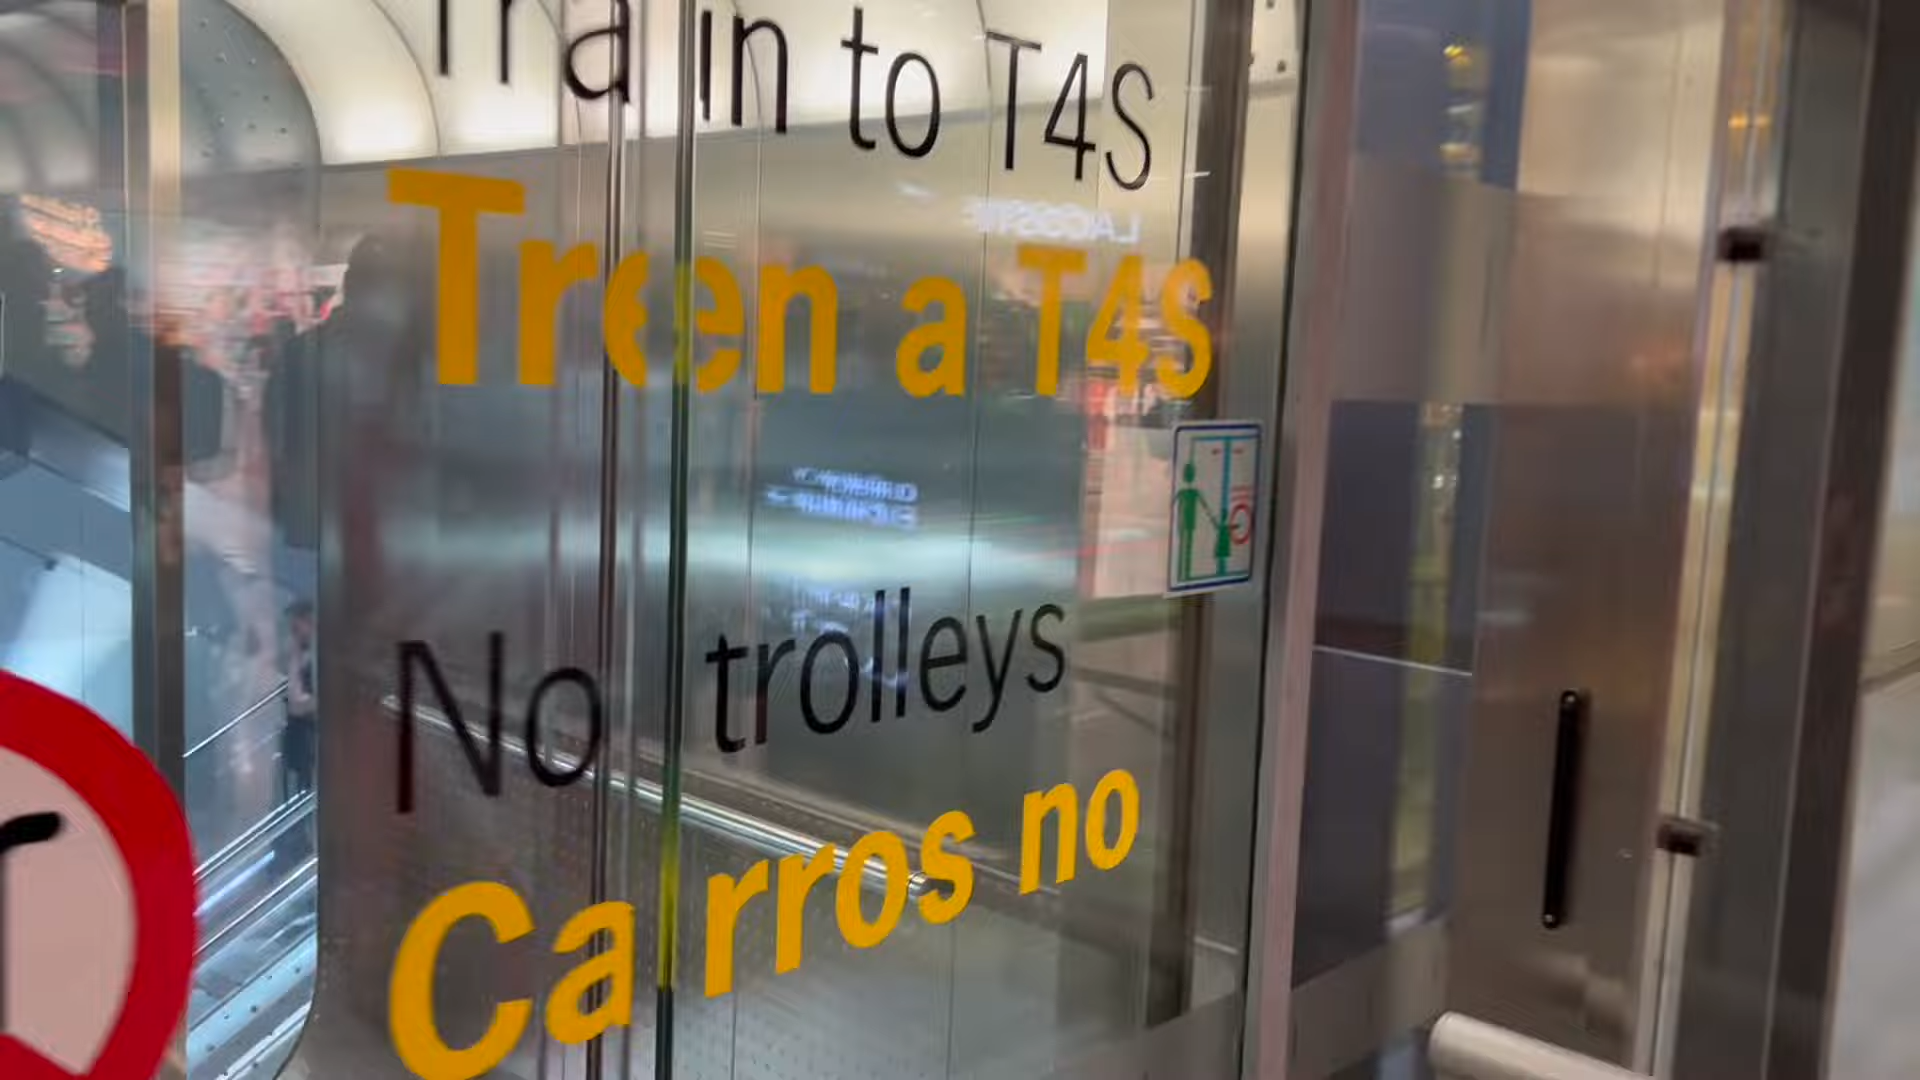 Train to T4S
Tren a T4S
No trolleys
Carros no